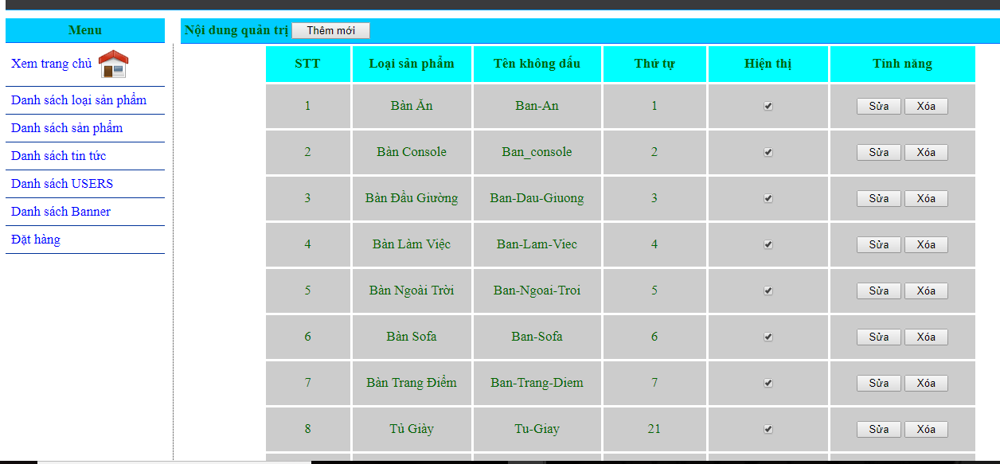 Menu
Xem trang chủ
Danh sách loại sản phẩm
Danh sách sản phẩm
Danh sách tin tức
Danh sách USERS
Danh sách Banner
Đặt hàng
Nội dung quản trị Thêm mới
STT Loại sản phẩm Tên không dấu Thứ tự Hiện thị Tính năng
1 Bàn Ăn Ban-An 1 Sửa Xóa
2 Bàn Console Ban_console 2 Sửa Xóa
3 Bàn Đầu Giường Ban-Dau-Giuong 3 Sửa Xóa
4 Bàn Làm Việc Ban-Lam-Viec 4 Sửa Xóa
5 Bàn Ngoài Trời Ban-Ngoai-Troi 5 Sửa Xóa
6 Bàn Sofa Ban-Sofa 6 Sửa Xóa
7 Bàn Trang Điểm Ban-Trang-Diem 7 Sửa Xóa
8 Tủ Giày Tu-Giay 21 Sửa Xóa